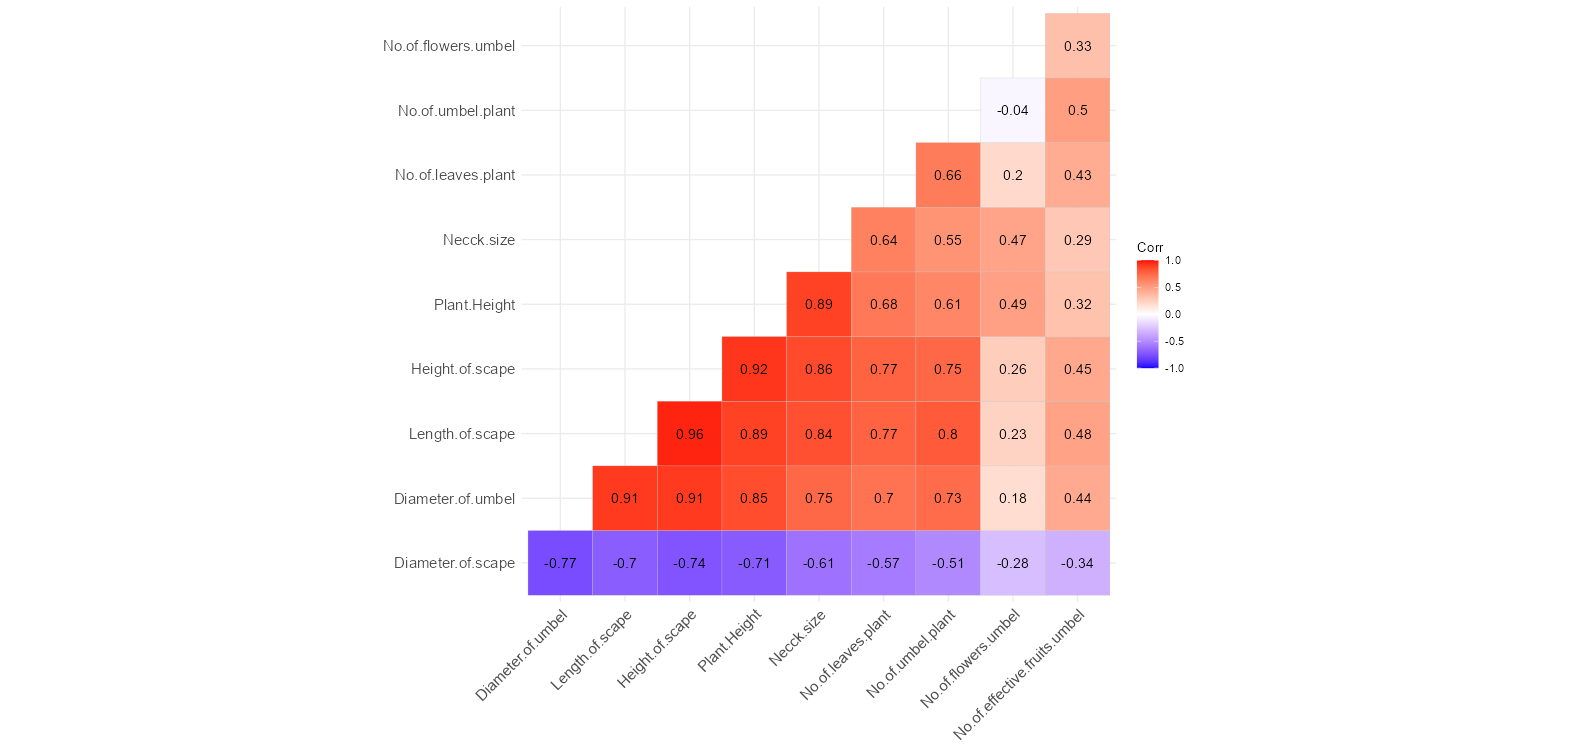 No.of.flowers.umbel 0.33
No.of.umbel.plant -0.04 0.5
No.of.leaves.plant 0.66 0.2 0.43
Necck.size 0.64 0.55 0.47 0.29
Plant.Height 0.89 0.68 0.61 0.49 0.32
Height.of.scape 0.92 0.86 0.77 0.75 0.26 0.45
Length.of.scape 0.96 0.89 0.84 0.77 0.8 0.23 0.48
Diameter.of.umbel 0.91 0.91 0.85 0.75 0.7 0.73 0.18 0.44
Diameter.of.scape -0.77 -0.7 -0.74 -0.71 -0.61 -0.57 -0.51 -0.28 -0.34
Diameter.of.umbel
Length.of.scape
Height.of.scape
Plant.Height
Necck.size
No.of.leaves.plant
No.of.umbel.plant
No.of.flowers.umbel
No.of.effective.fruits.umbel
Corr
1.0
0.5
0.0
-0.5
-1.0